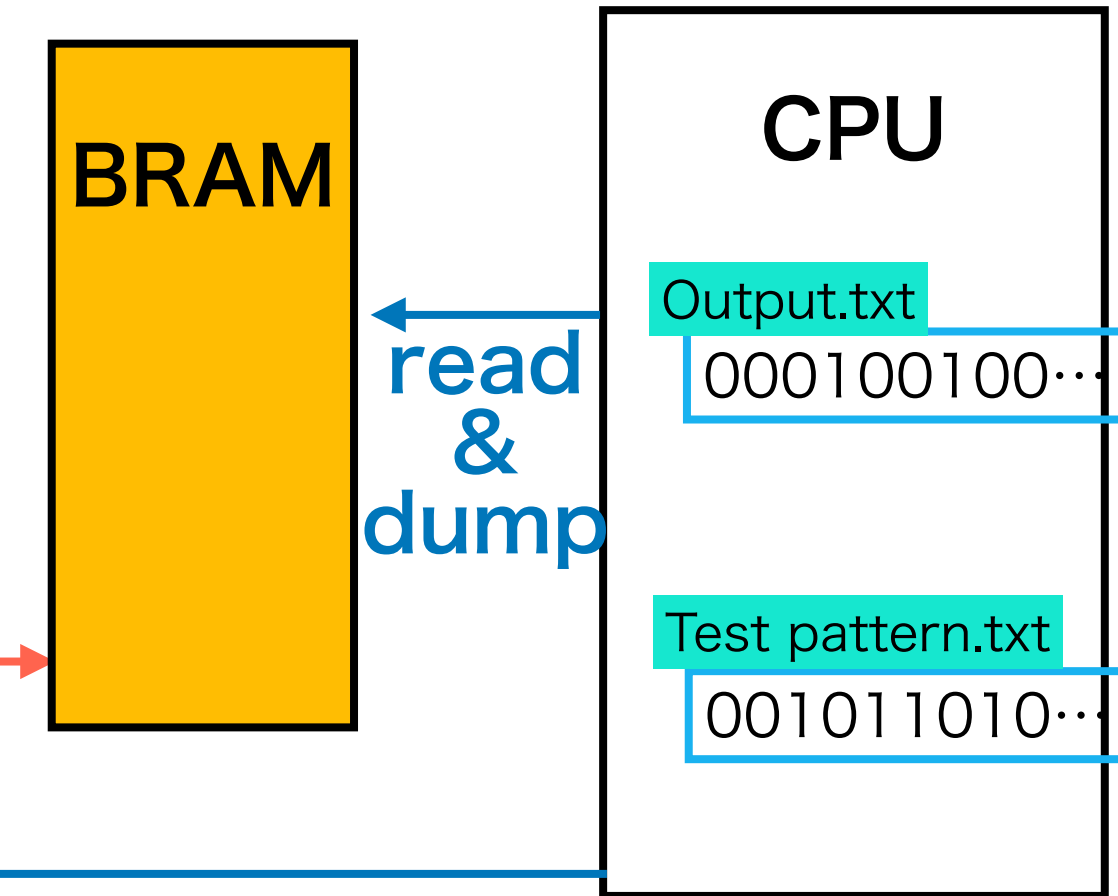 BRAM
CPU
Output.txt
000100100…
read
&
dump
Test pattern.txt
001011010…